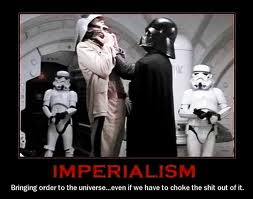 IMPERIALISM
Bringing order to the universe...even if we have to choke the shit out of it.